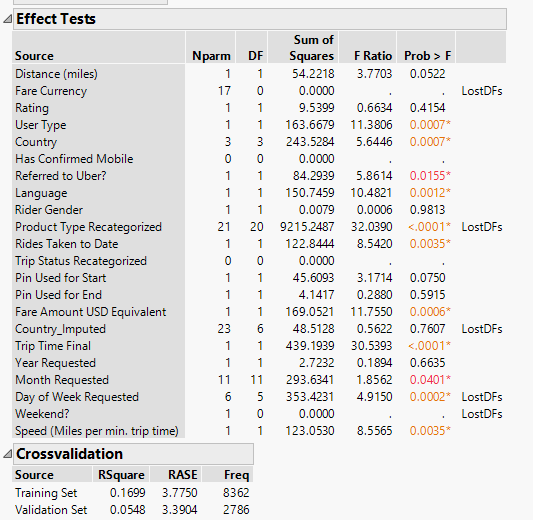 Effect Tests
Sum of
Source Nparm DF Squares F Ratio Prob > F
Distance (miles) 1 1 54.2218 3.7703 0.0522
Fare Currency 17 0 0.0000 . . LostDFs
Rating 1 1 9.5399 0.6634 0.4154
User Type 1 1 163.6679 11.3806 0.0007*
Country 3 3 243.5284 5.6446 0.0007*
Has Confirmed Mobile 0 0 0.0000 . .
Referred to Uber? 1 1 84.2939 5.8614 0.0155*
Language 1 1 150.7459 10.4821 0.0012*
Rider Gender 1 1 0.0079 0.0006 0.9813
Product Type Recategorized 21 20 9215.2487 32.0390 <.0001* LostDFs
Rides Taken to Date 1 1 122.8444 8.5420 0.0035*
Trip Status Recategorized 0 0 0.0000 . .
Pin Used for Start 1 1 45.6093 3.1714 0.0750
Pin Used for End 1 1 4.1417 0.2880 0.5915
Fare Amount USD Equivalent 1 1 169.0521 11.7550 0.0006*
Country_Imputed 23 6 48.5128 0.5622 0.7607 LostDFs
Trip Time Final 1 1 439.1939 30.5393 <.0001*
Year Requested 1 1 2.7232 0.1894 0.6635
Month Requested 11 11 293.6341 1.8562 0.0401*
Day of Week Requested 6 5 353.4231 4.9150 0.0002* LostDFs
Weekend? 1 0 0.0000 . . LostDFs
Speed (Miles per min. trip time) 1 1 123.0530 8.5565 0.0035*
Crossvalidation
Source RSquare RASE Freq
Training Set 0.1699 3.7750 8362
Validation Set 0.0548 3.3904 2786